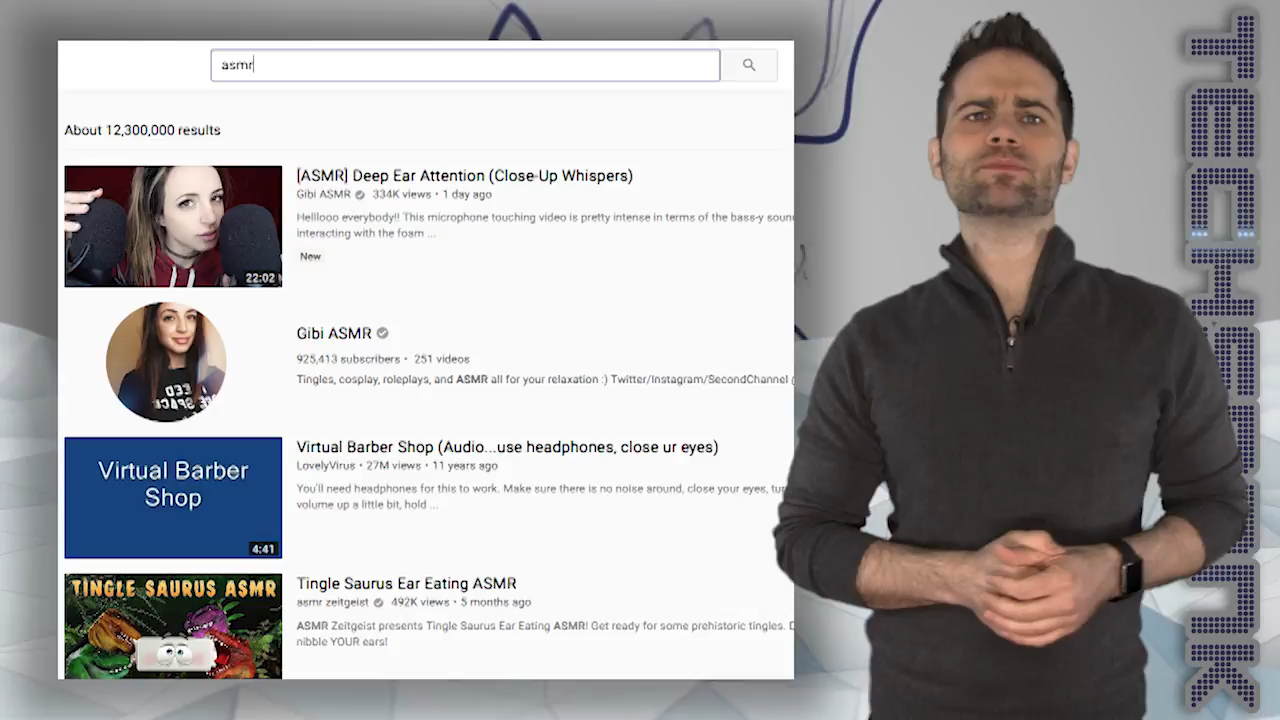 asmr
About 12,300,000 results
[ASMR] Deep Ear Attention (Close-Up Whispers)
Gibi ASMR 334K views • 1 day ago
Helllooo everybody!! This microphone touching video is pretty intense in terms of the bass-y soun
interacting with the foam ...
New
22:02
Gibi ASMR
925,413 subscribers • 251 videos
Tingles, cosplay, roleplays, and ASMR all for your relaxation :) Twitter/Instagram/SecondChannel @
Virtual Barber Shop (Audio...use headphones, close ur eyes)
LovelyVirus • 27M views • 11 years ago
You'll need headphones for this to work. Make sure there is no noise around, close your eyes, tur
volume up a little bit, hold ...
Virtual Barber
Shop
4:41
Tingle Saurus Ear Eating ASMR
asmr zeitgeist 492K views • 5 months ago
ASMR Zeitgeist presents Tingle Saurus Ear Eating ASMR! Get ready for some prehistoric tingles. D
nibble YOUR ears!
TINGLE SAURUS ASMR